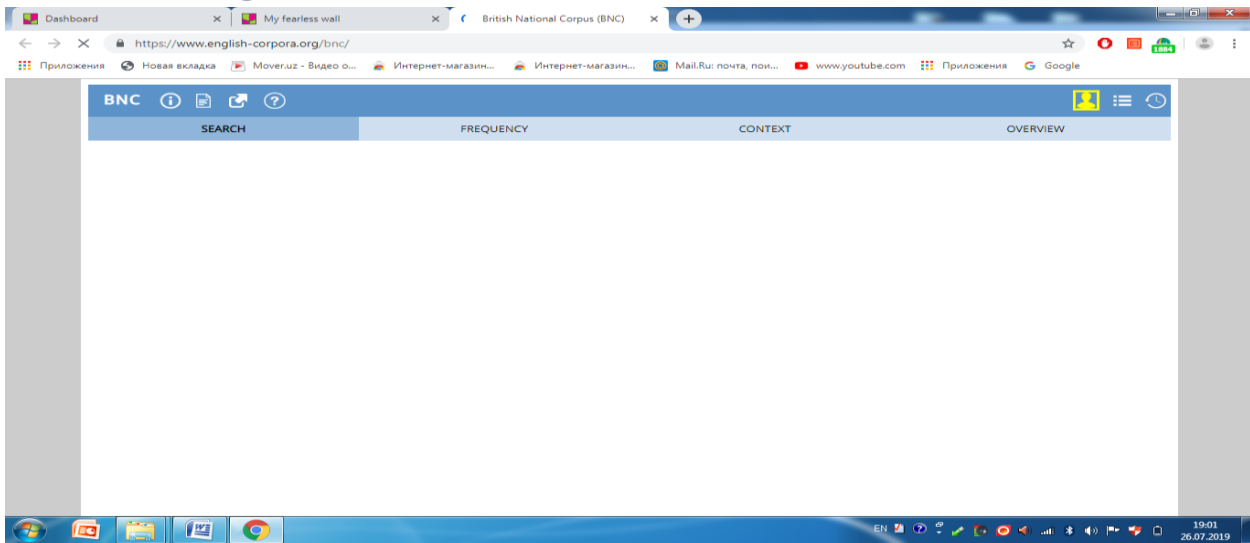 Dashboard My fearless wall British National Corpus (BNC)
https://www.english-corpora.org/bnc/ 1884
Приложения Новая вкладка Mover.uz - Видео о... Интернет-магазин... Интернет-магазин... Mail.Ru: почта, пои... www.youtube.com Приложения Google
BNC
SEARCH FREQUENCY CONTEXT OVERVIEW
EN 19:01
26.07.2019